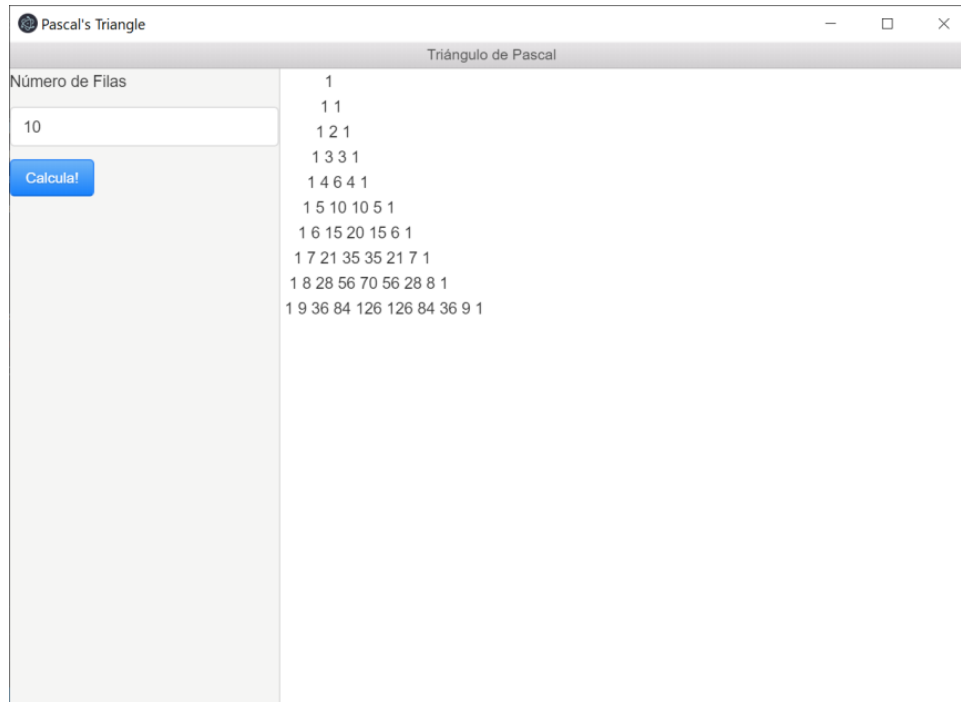 Pascal's Triangle
Triángulo de Pascal
Número de Filas
10
Calcula!
1
1 1
1 2 1
1 3 3 1
1 4 6 4 1
1 5 10 10 5 1
1 6 15 20 15 6 1
1 7 21 35 35 21 7 1
1 8 28 56 70 56 28 8 1
1 9 36 84 126 126 84 36 9 1